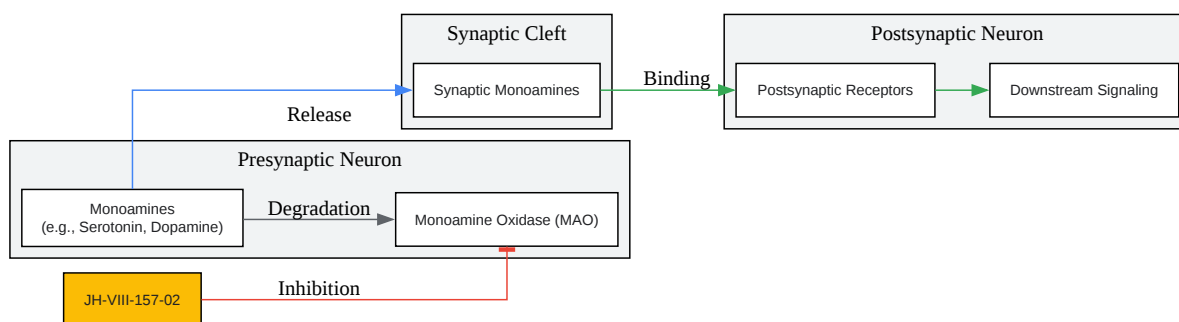 Synaptic Cleft
Postsynaptic Neuron
Synaptic Monoamines
Binding
Postsynaptic Receptors
Downstream Signaling
Release
Presynaptic Neuron
Monoamines
(e.g., Serotonin, Dopamine)
Degradation
Monoamine Oxidase (MAO)
JH-VIII-157-02
Inhibition